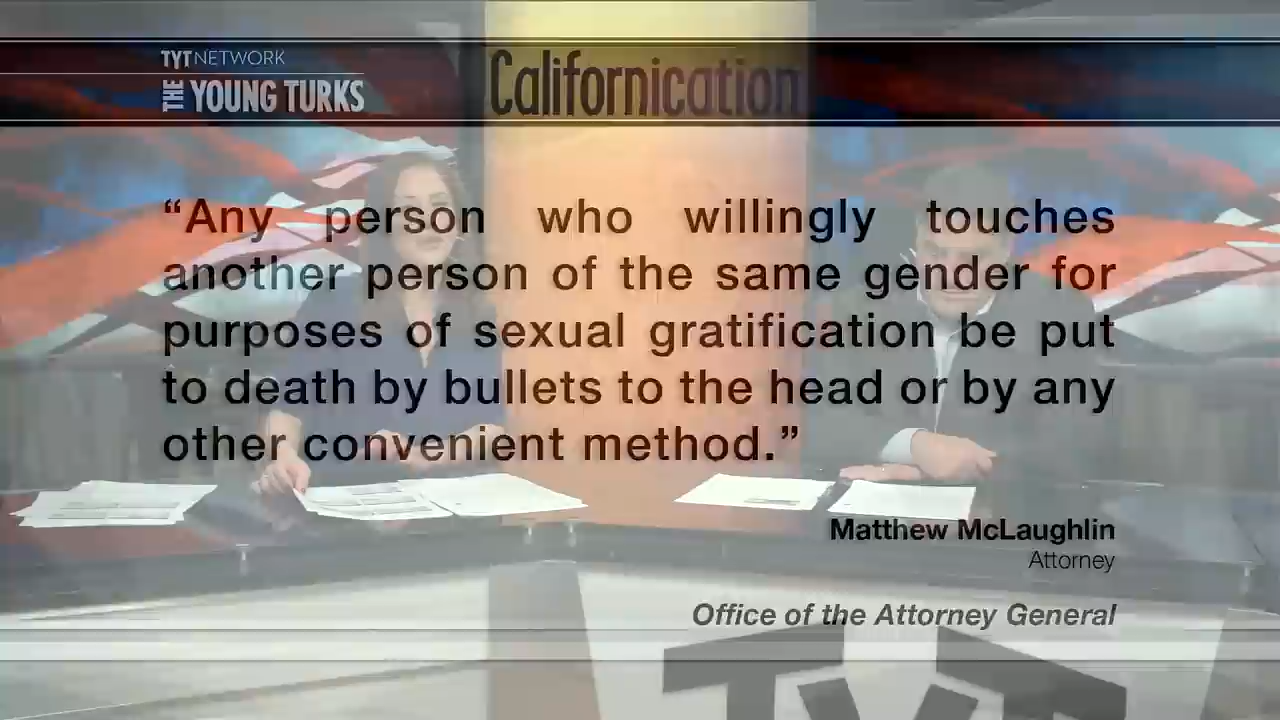 TYT NETWORK
THE YOUNG TURKS
Californication
“Any person who willingly touches
another person of the same gender for
purposes of sexual gratification be put
to death by bullets to the head or by any
other convenient method.”
Matthew McLaughlin
Attorney
Office of the Attorney General
TYT